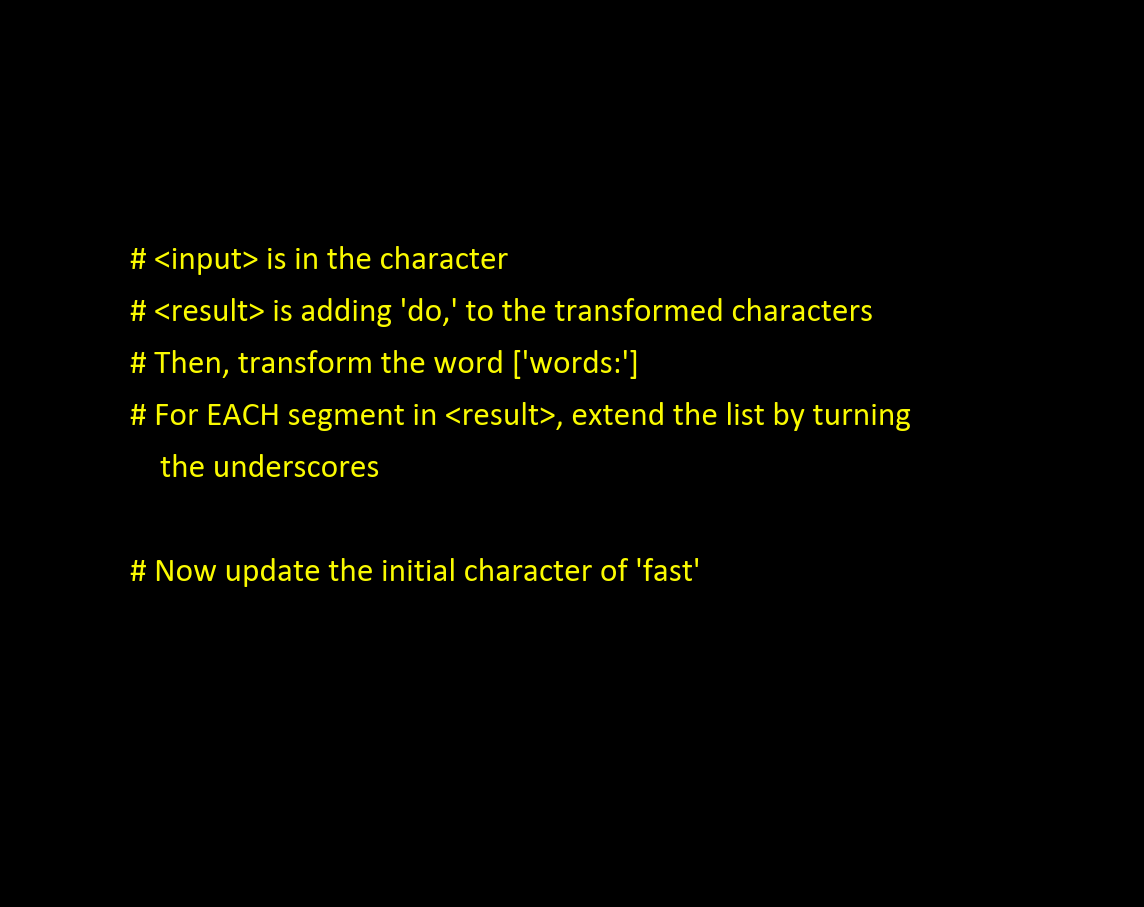 # <input> is in the character
# <result> is adding 'do,' to the transformed characters
# Then, transform the word ['words:']
# For EACH segment in <result>, extend the list by turning
the underscores
# Now update the initial character of 'fast'